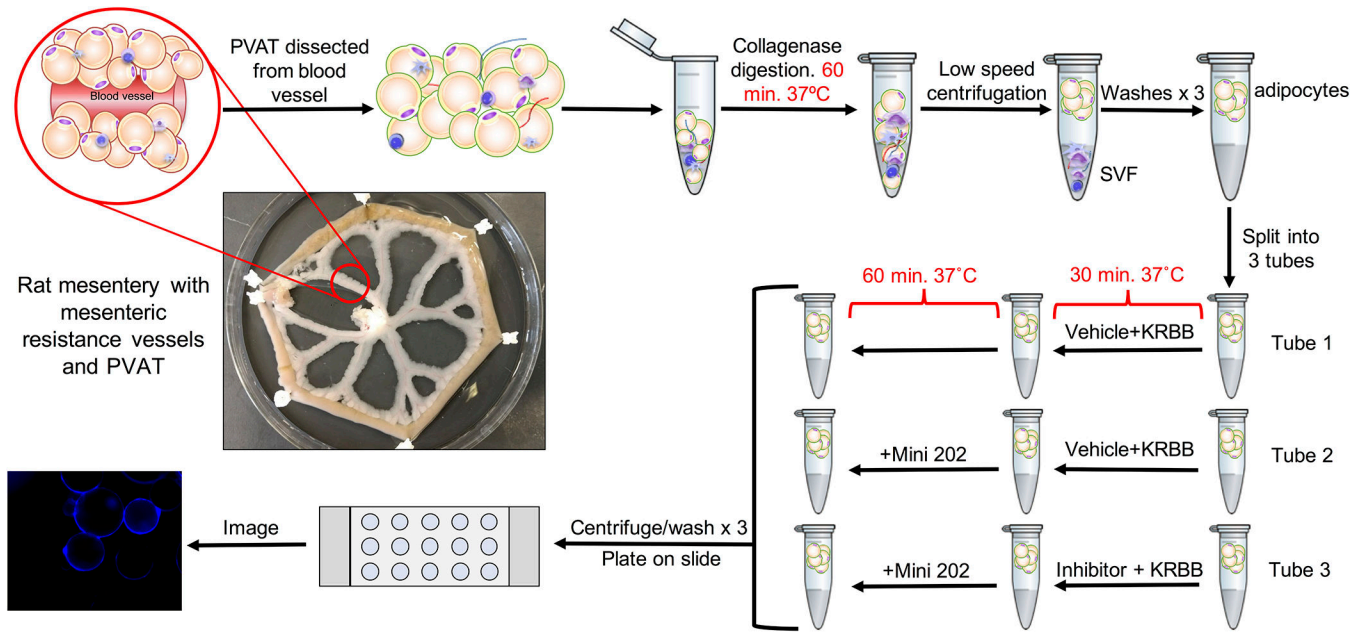 Blood vessel
PVAT dissected
from blood
vessel
Collagenase
digestion. 60
min. 37ºC
Low speed
centrifugation
Washes x 3
adipocytes
SVF
Split into
3 tubes
Rat mesentery with
mesenteric
resistance vessels
and PVAT
60 min. 37˚C
30 min. 37˚C
Vehicle+KRBB
Tube 1
+Mini 202
Vehicle+KRBB
Tube 2
+Mini 202
Inhibitor + KRBB
Tube 3
Centrifuge/wash x 3
Plate on slide
Image